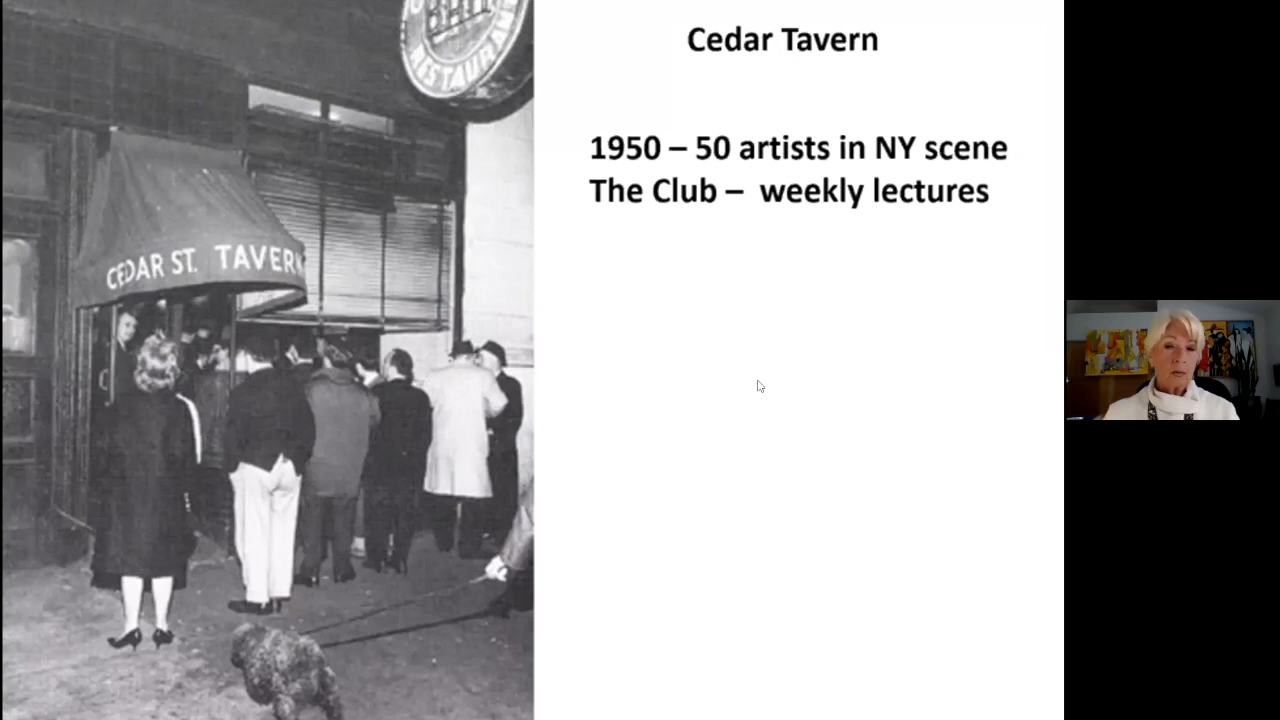 RESTAURANT
CEDAR ST. TAVERN
Cedar Tavern
1950 – 50 artists in NY scene
The Club – weekly lectures